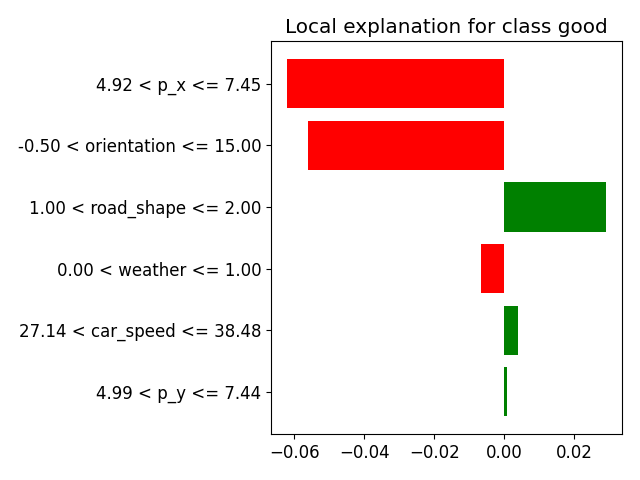 Local explanation for class good
4.92 < p_x <= 7.45
-0.50 < orientation <= 15.00
1.00 < road_shape <= 2.00
0.00 < weather <= 1.00
27.14 < car_speed <= 38.48
4.99 < p_y <= 7.44
−0.06 −0.04 −0.02 0.00 0.02